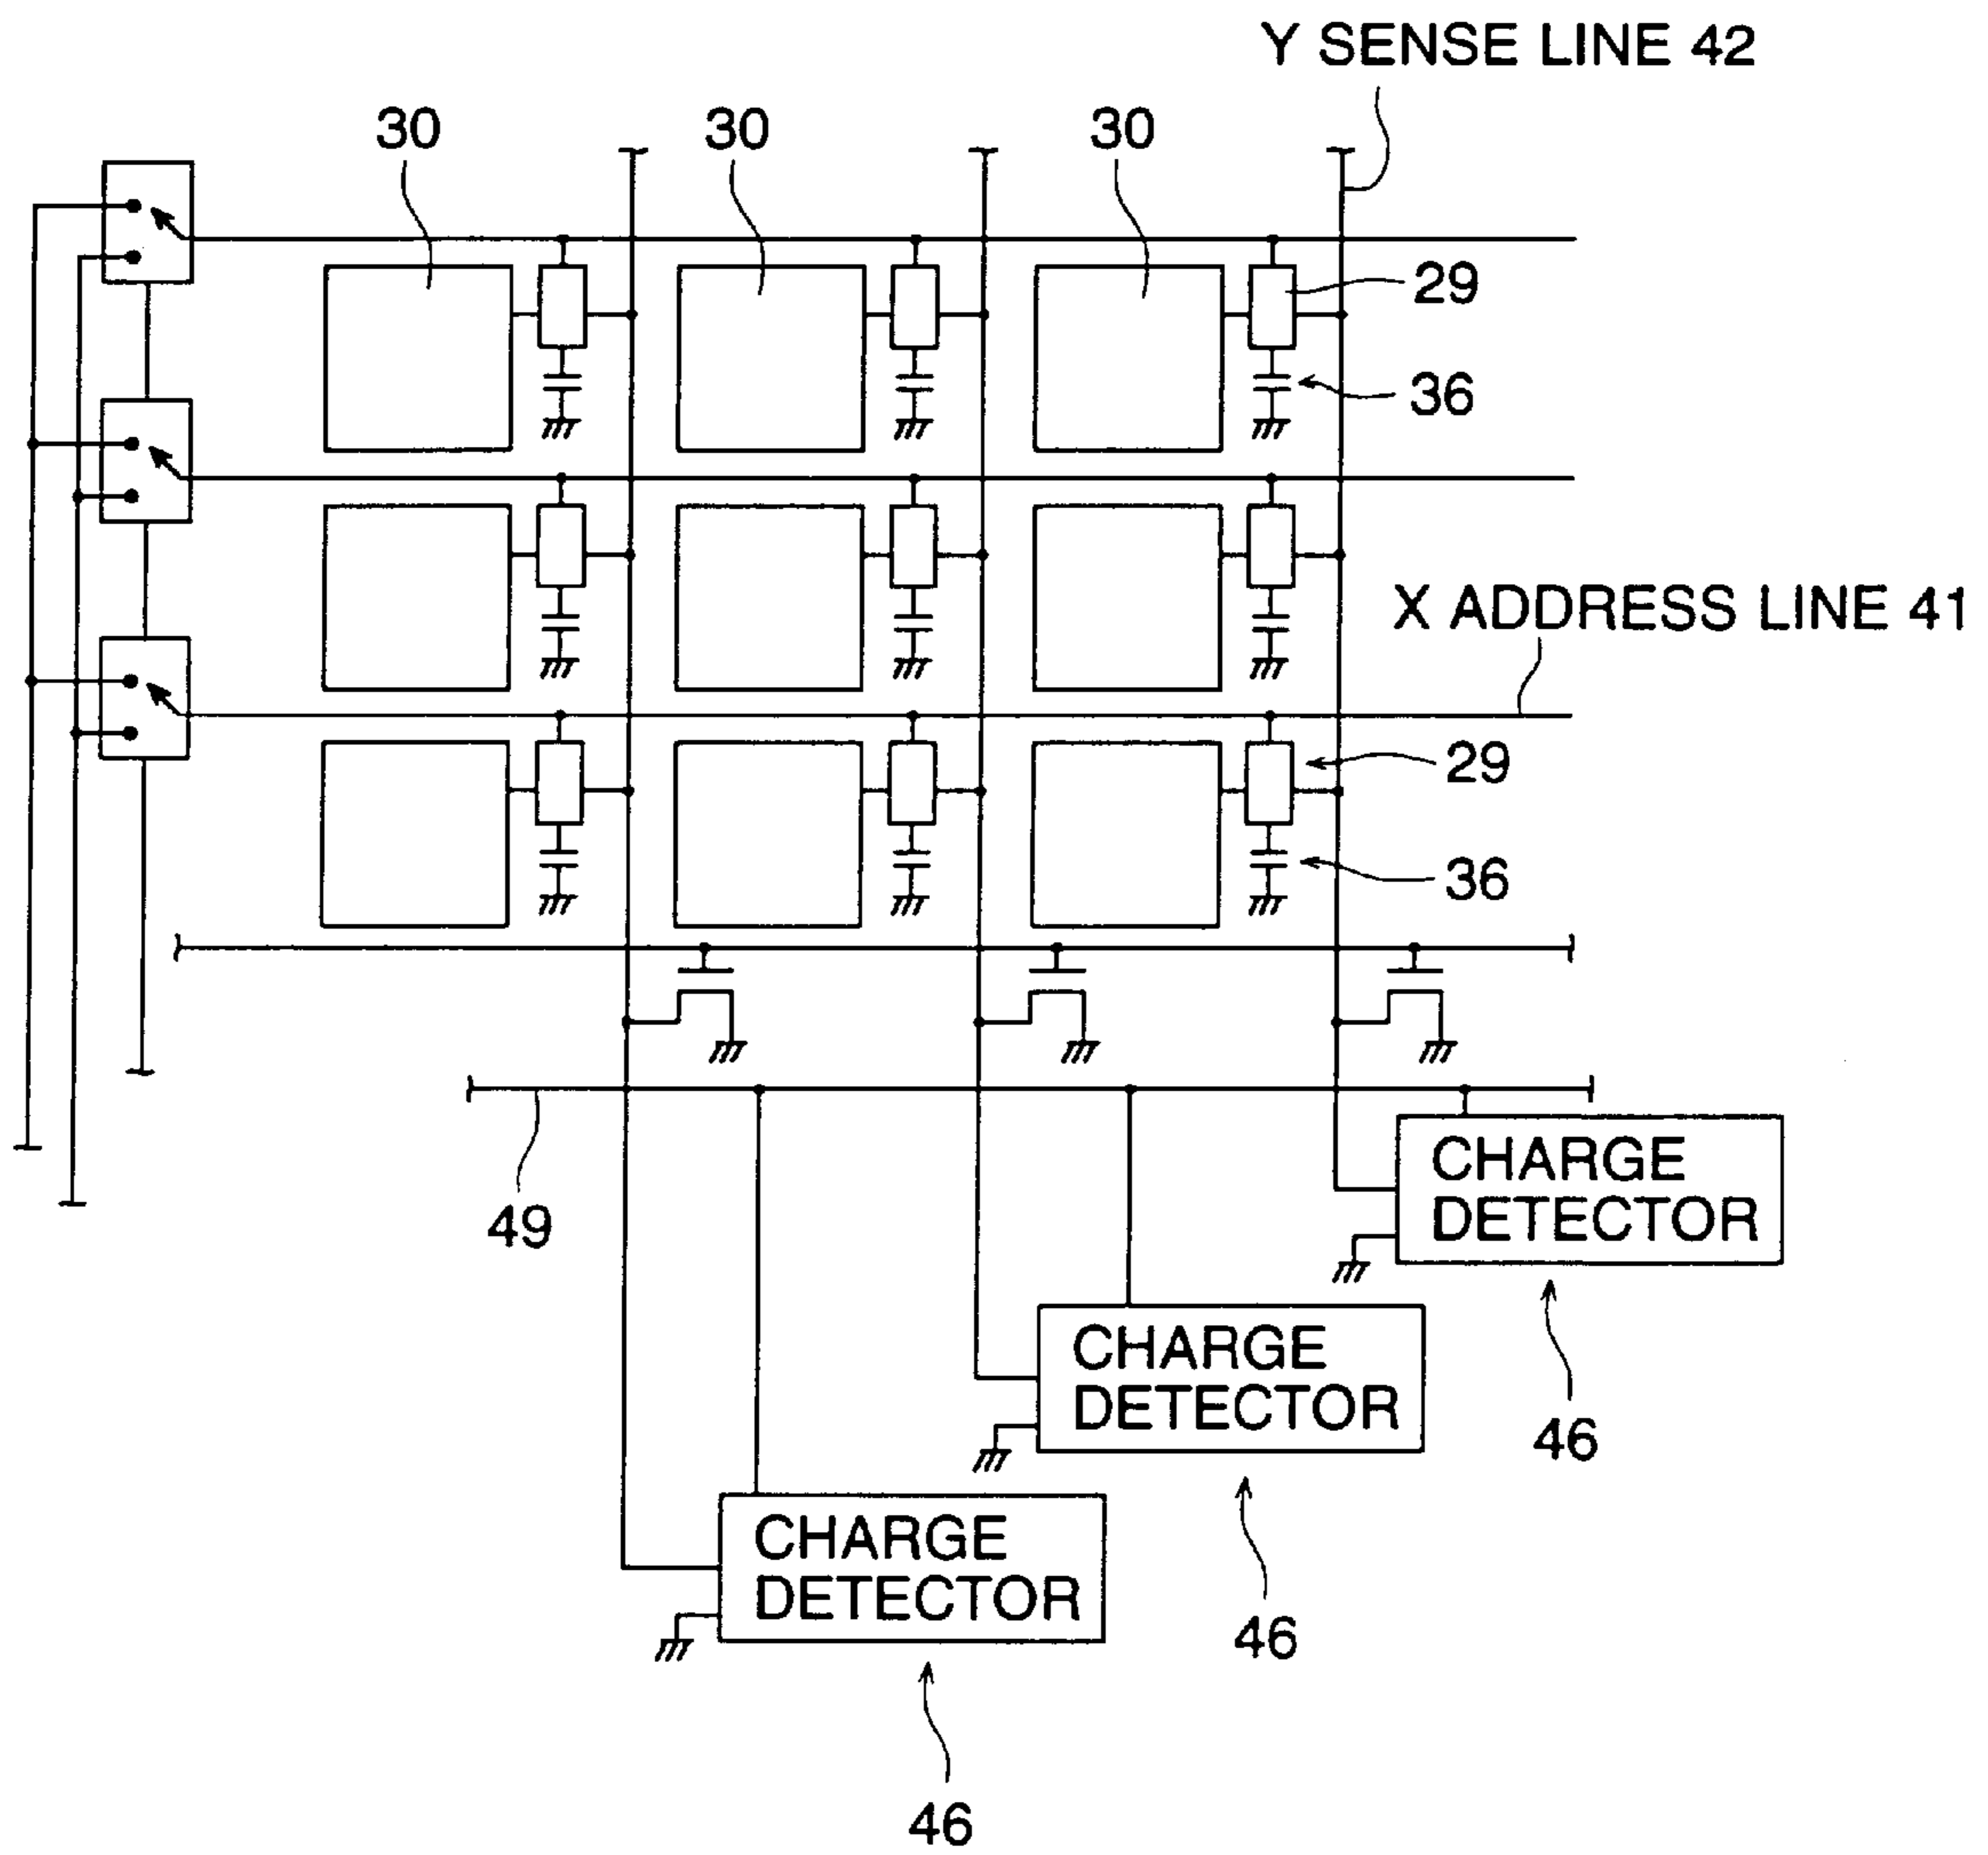 Y SENSE LINE 42
30
30
30
29
36
X ADDRESS LINE 41
29
36
CHARGE
DETECTOR
49
CHARGE
DETECTOR
46
CHARGE
DETECTOR
46
46